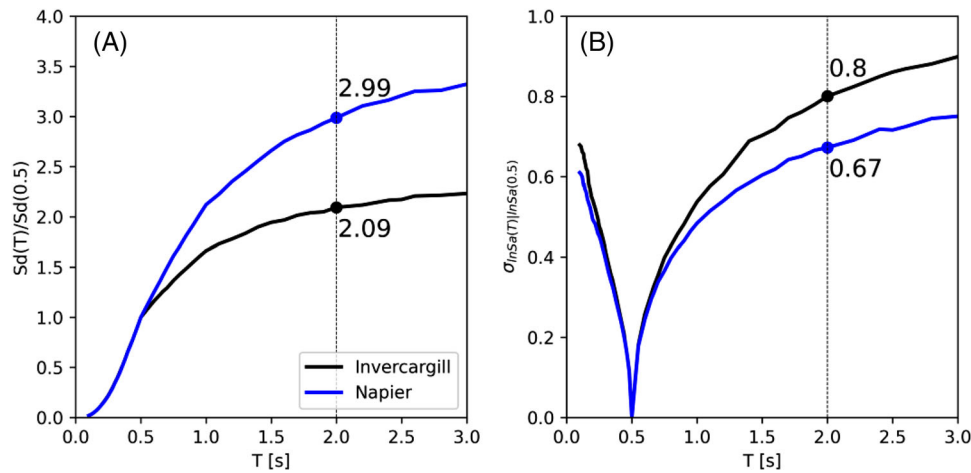 (A)
4.0
3.5
3.0
2.5
2.0
1.5
1.0
0.5
0.0
Sd(T)/Sd(0.5)
2.99
2.09
Invercargill
Napier
0.0 0.5 1.0 1.5 2.0 2.5 3.0
T [s]
(B)
1.0
0.8
0.6
0.4
0.2
0.0
σlnSa(T)|lnSa(0.5)
0.8
0.67
0.0 0.5 1.0 1.5 2.0 2.5 3.0
T [s]